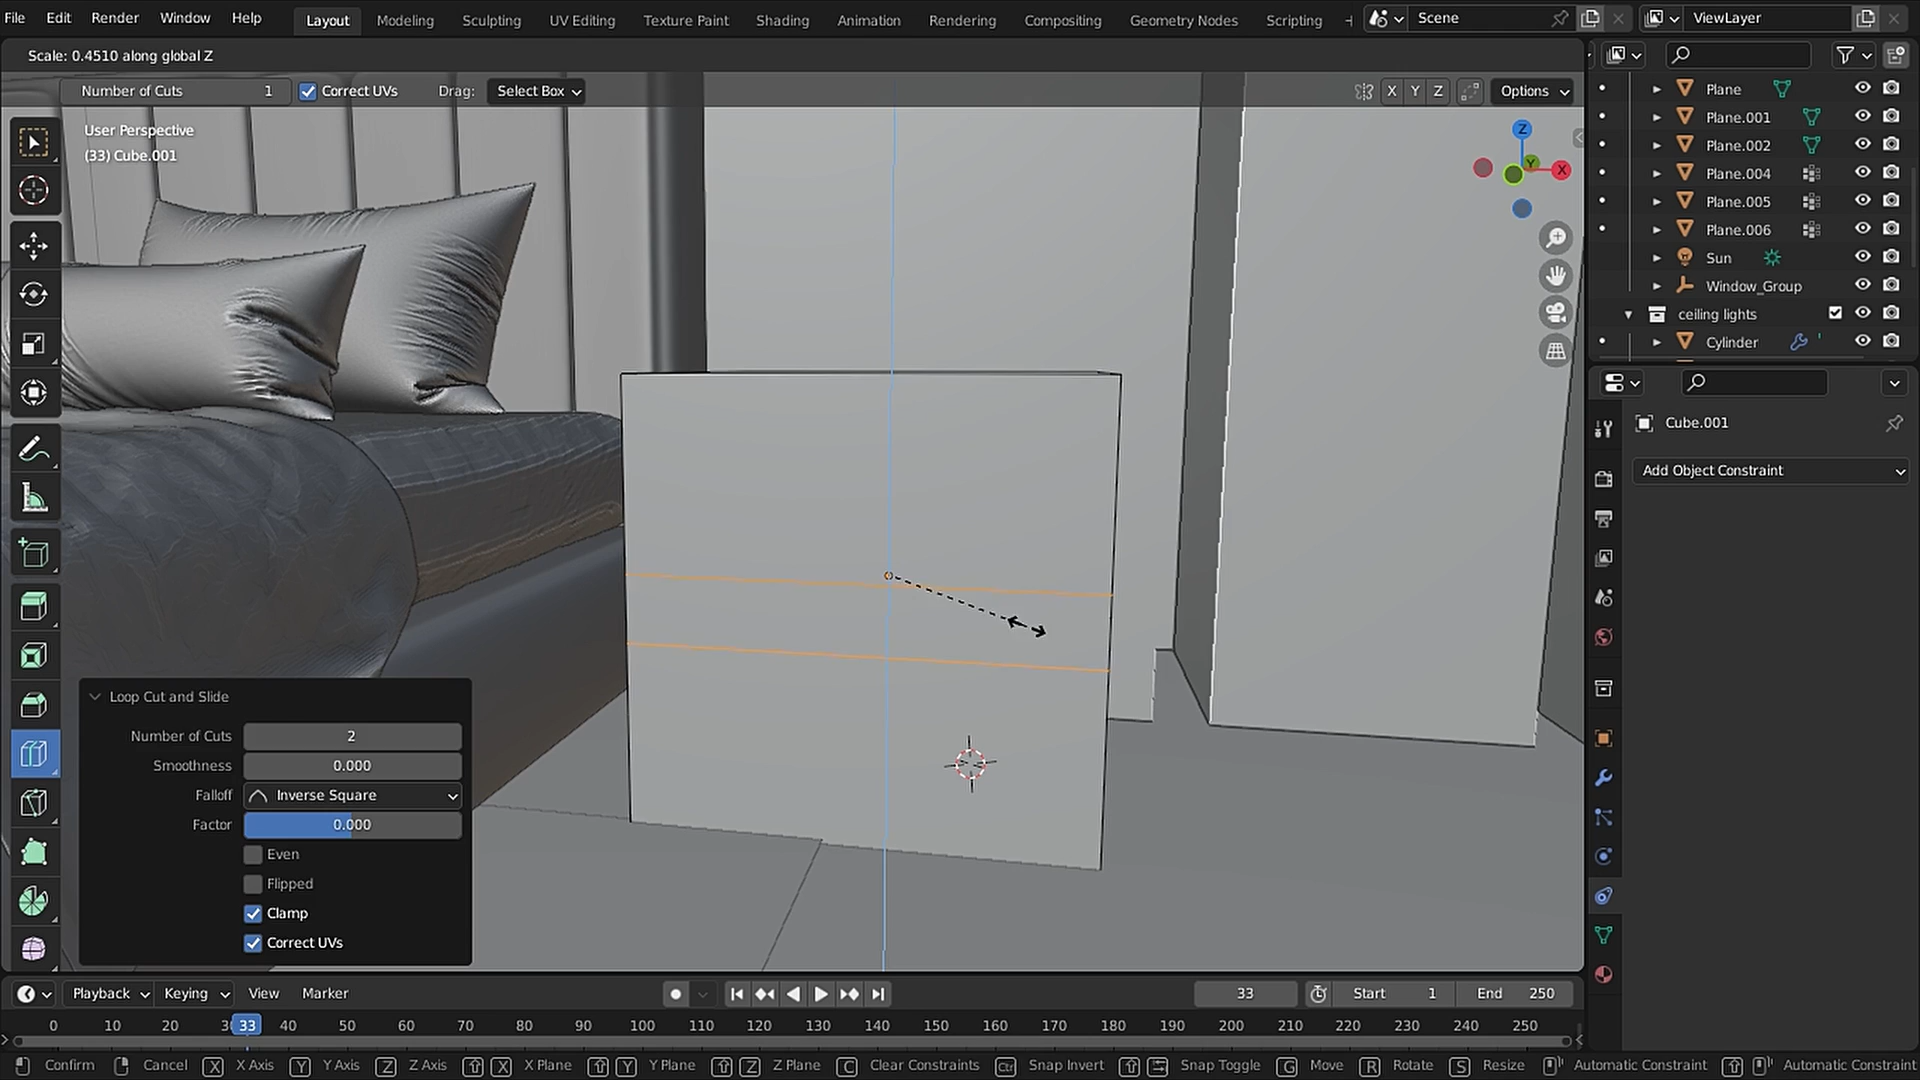 File Edit Render Window Help Layout Modeling Sculpting UV Editing Texture Paint Shading Animation Rendering Compositing Geometry Nodes Scripting Scene ViewLayer
Scale: 0.4510 along global Z
Number of Cuts 1 Correct UVs Drag: Select Box X Y Z Options
User Perspective
(33) Cube.001
Z
Y
X
Plane
Plane.001
Plane.002
Plane.004
Plane.005
Plane.006
Sun
Window_Group
ceiling lights
Cylinder
Cube.001
Add Object Constraint
Loop Cut and Slide
Number of Cuts 2
Smoothness 0.000
Falloff Inverse Square
Factor 0.000
Even
Flipped
Clamp
Correct UVs
Playback Keying View Marker 33 Start 1 End 250
0 10 20 33 40 50 60 70 80 90 100 110 120 130 140 150 160 170 180 190 200 210 220 230 240 250
Confirm Cancel X X Axis Y Y Axis Z Z Axis X X Plane Y Y Plane Z Z Plane C Clear Constraints Ctrl Snap Invert Snap Toggle G Move R Rotate S Resize Automatic Constraint Automatic Constraint